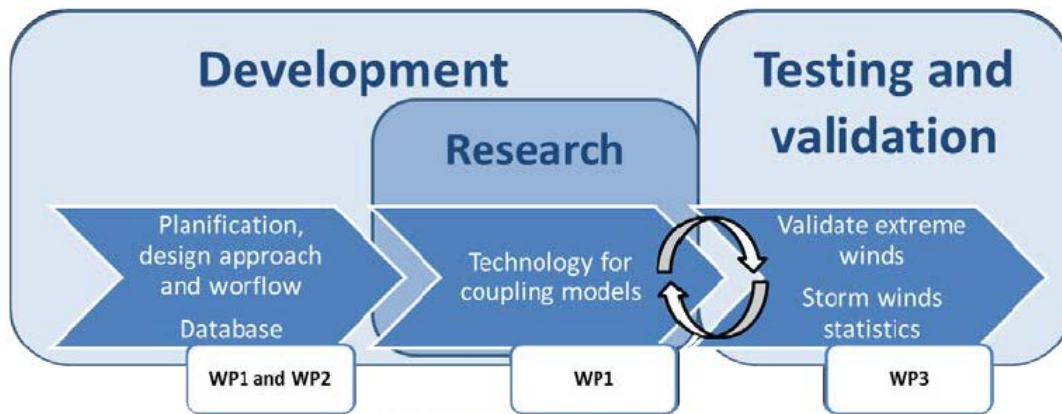 Development
Testing and
validation
Research
Planification,
design approach
and worflow
Database
Technology for
coupling models
Validate extreme
winds
Storm winds
statistics
WP1 and WP2
WP1
WP3